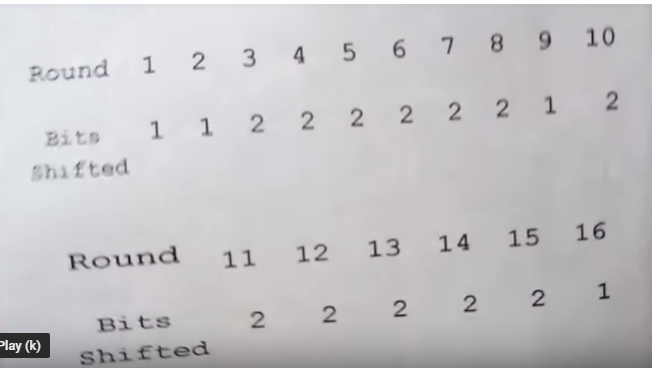 Round 1 2 3 4 5 6 7 8 9 10
Bits 1 1 2 2 2 2 2 2 1 2
Shifted
Round 11 12 13 14 15 16
Bits 2 2 2 2 2 1
Shifted
Play (k)